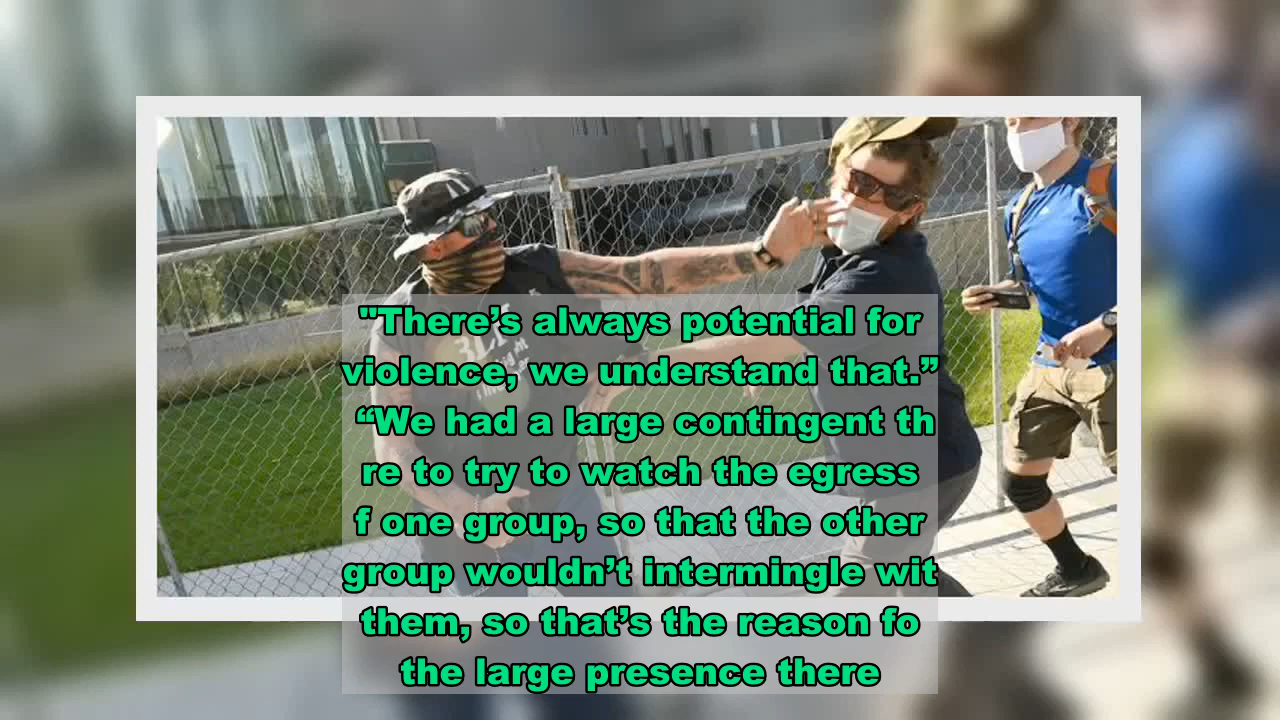 "There’s always potential for
violence, we understand that.”
“We had a large contingent th
re to try to watch the egress
f one group, so that the other
group wouldn’t intermingle wit
them, so that’s the reason fo
the large presence there